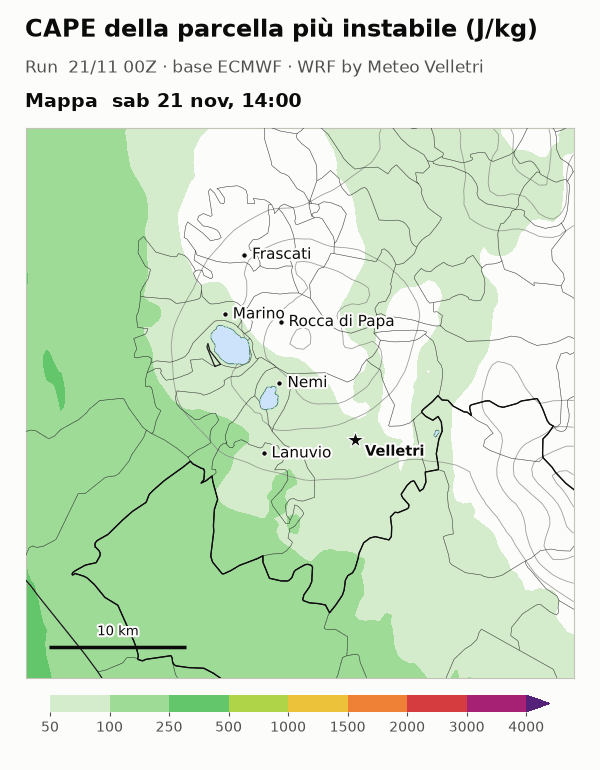 CAPE della parcella più instabile (J/kg)
Run  21/11 00Z · base ECMWF · WRF by Meteo Velletri
Mappa  sab 21 nov, 14:00
Frascati
Marino
Rocca di Papa
Nemi
Velletri
Lanuvio
10 km
50 100 250 500 1000 1500 2000 3000 4000